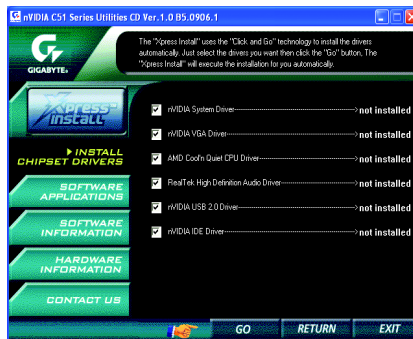 nVIDIA C51 Series Utilities CD Ver.1.0 B5.0906.1
GIGABYTE™
The "Xpress Install" uses the "Click and Go" technology to install the drivers
automatically. Just select the drivers you want then click the "Go" button. The
"Xpress Install" will execute the installation for you automatically.
Xpress
Install
INSTALL
CHIPSET DRIVERS
SOFTWARE
APPLICATIONS
SOFTWARE
INFORMATION
HARDWARE
INFORMATION
CONTACT US
nVIDIA System Driver not installed
nVIDIA VGA Driver not installed
AMD Cool'n Quiet CPU Driver not installed
RealTek High Definition Audio Driver not installed
nVIDIA USB 2.0 Driver not installed
nVIDIA IDE Driver not installed
GO RETURN EXIT